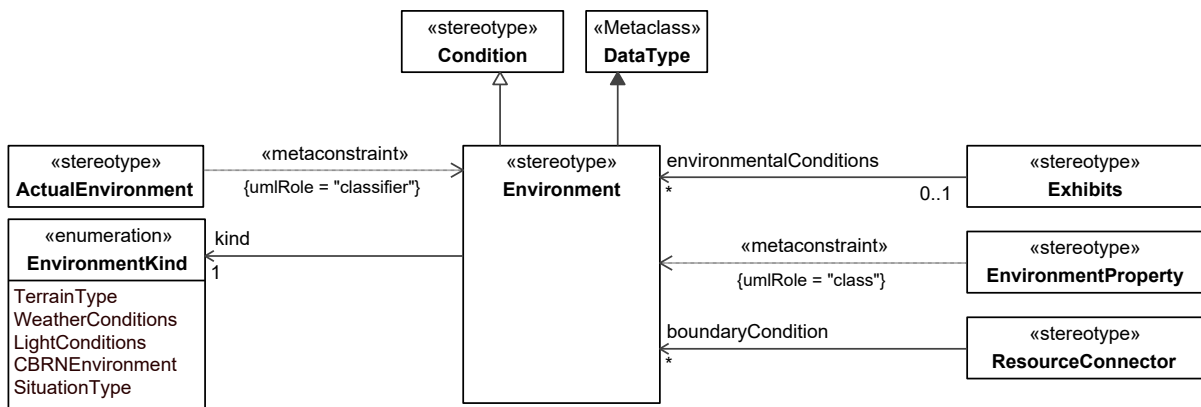 «stereotype»
Condition
«Metaclass»
DataType
«stereotype»
ActualEnvironment
«metaconstraint»
{umlRole = "classifier"}
«stereotype»
Environment
environmentalConditions
*
0..1
«stereotype»
Exhibits
«enumeration»
EnvironmentKind
TerrainType
WeatherConditions
LightConditions
CBRNEnvironment
SituationType
kind
1
«metaconstraint»
{umlRole = "class"}
«stereotype»
EnvironmentProperty
boundaryCondition
*
«stereotype»
ResourceConnector